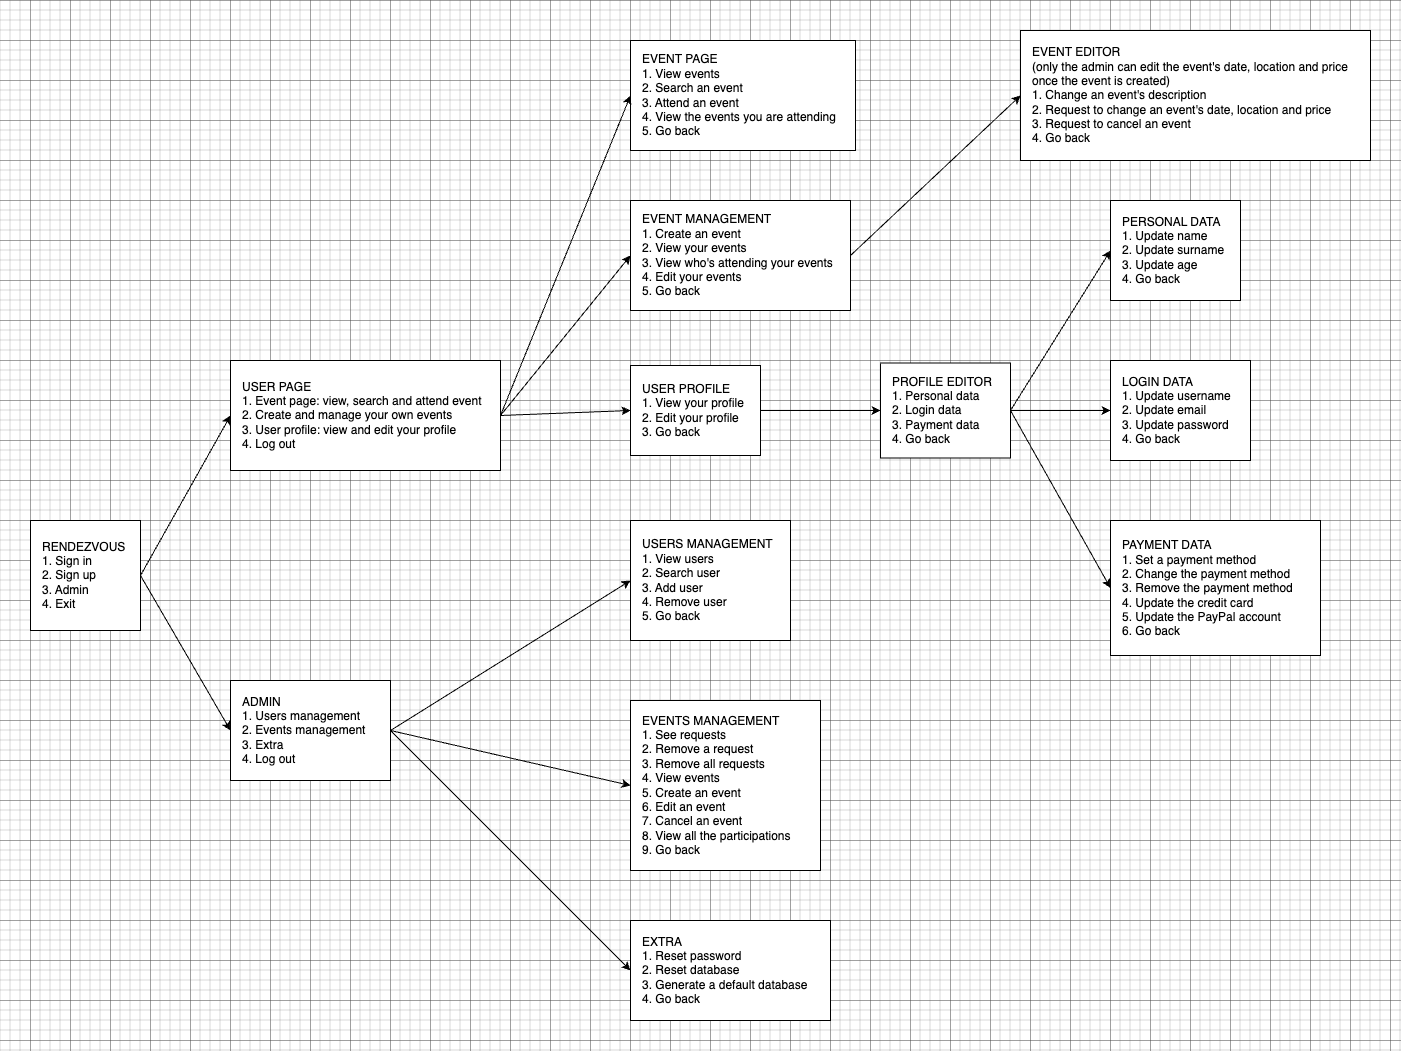 EVENT PAGE
1. View events
2. Search an event
3. Attend an event
4. View the events you are attending
5. Go back
EVENT EDITOR
(only the admin can edit the event's date, location and price
once the event is created)
1. Change an event's description
2. Request to change an event's date, location and price
3. Request to cancel an event
4. Go back
EVENT MANAGEMENT
1. Create an event
2. View your events
3. View who's attending your events
4. Edit your events
5. Go back
PERSONAL DATA
1. Update name
2. Update surname
3. Update age
4. Go back
USER PAGE
1. Event page: view, search and attend event
2. Create and manage your own events
3. User profile: view and edit your profile
4. Log out
USER PROFILE
1. View your profile
2. Edit your profile
3. Go back
PROFILE EDITOR
1. Personal data
2. Login data
3. Payment data
4. Go back
LOGIN DATA
1. Update username
2. Update email
3. Update password
4. Go back
RENDEZVOUS
1. Sign in
2. Sign up
3. Admin
4. Exit
USERS MANAGEMENT
1. View users
2. Search user
3. Add user
4. Remove user
5. Go back
PAYMENT DATA
1. Set a payment method
2. Change the payment method
3. Remove the payment method
4. Update the credit card
5. Update the PayPal account
6. Go back
ADMIN
1. Users management
2. Events management
3. Extra
4. Log out
EVENTS MANAGEMENT
1. See requests
2. Remove a request
3. Remove all requests
4. View events
5. Create an event
6. Edit an event
7. Cancel an event
8. View all the participations
9. Go back
EXTRA
1. Reset password
2. Reset database
3. Generate a default database
4. Go back